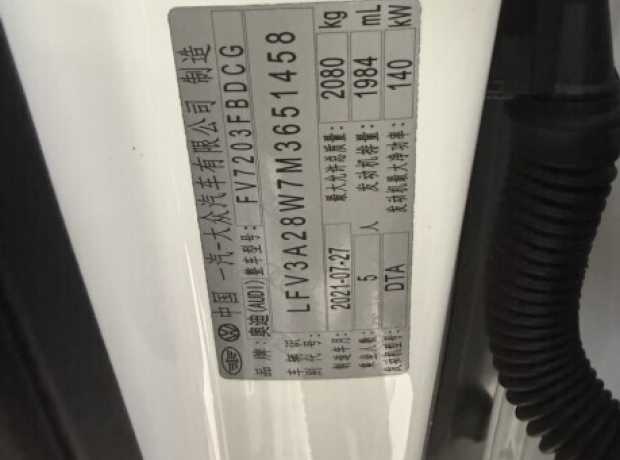 中国 一汽-大众汽车有限公司 制造
品牌: 奥迪(AUDI) 整车型号: FV7203FBDCG
车辆识别代号: LFV3A28W7M3651458
制造年月: 2021-07-27 最大允许总质量: 2080 kg
乘坐人数: 5 人 发动机排量: 1984 mL
发动机型号: DTA 发动机最大净功率: 140 kW